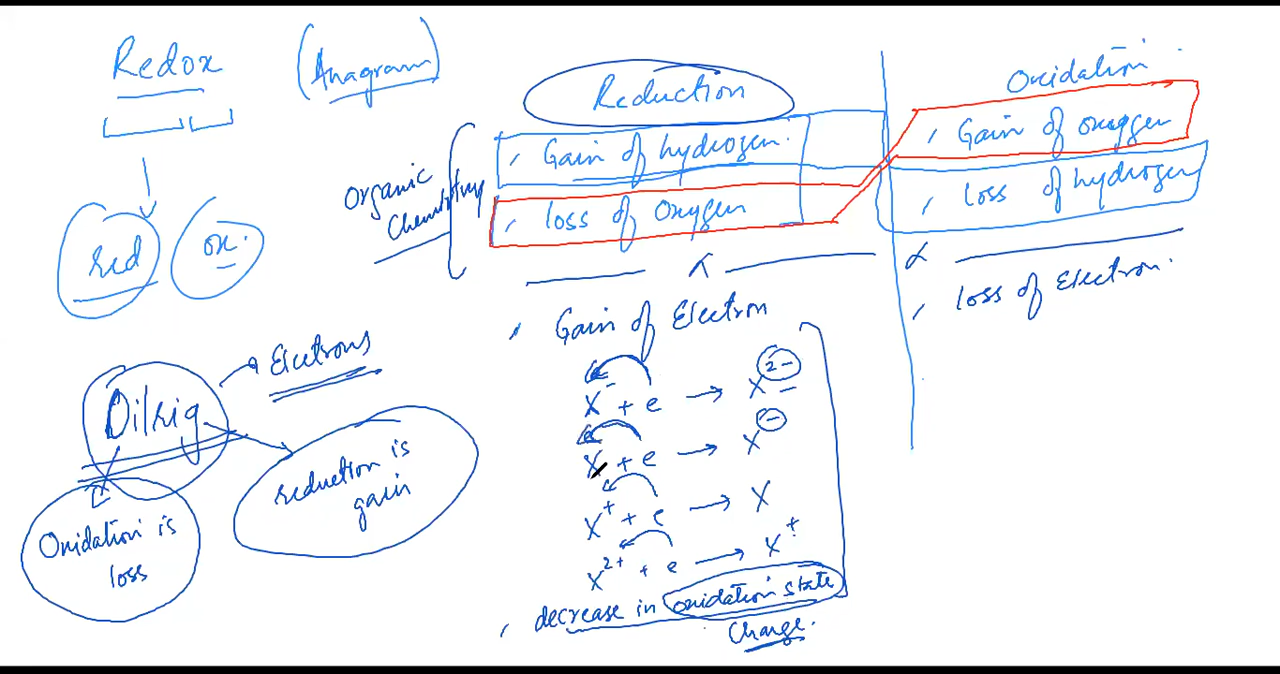 Redox (Anagram)
red ox.
Oilrig
Electrons
Oxidation is
loss
reduction is
gain
Organic
Chemistry
Reduction
Gain of hydrogen.
loss of Oxygen
Gain of Electron
X⁻ + e → X²⁻
X + e → X⁻
X⁺ + e → X
X²⁺ + e → X⁺
decrease in oxidation state
Charge.
Oxidation
Gain of oxygen
loss of hydrogen
loss of Electron.